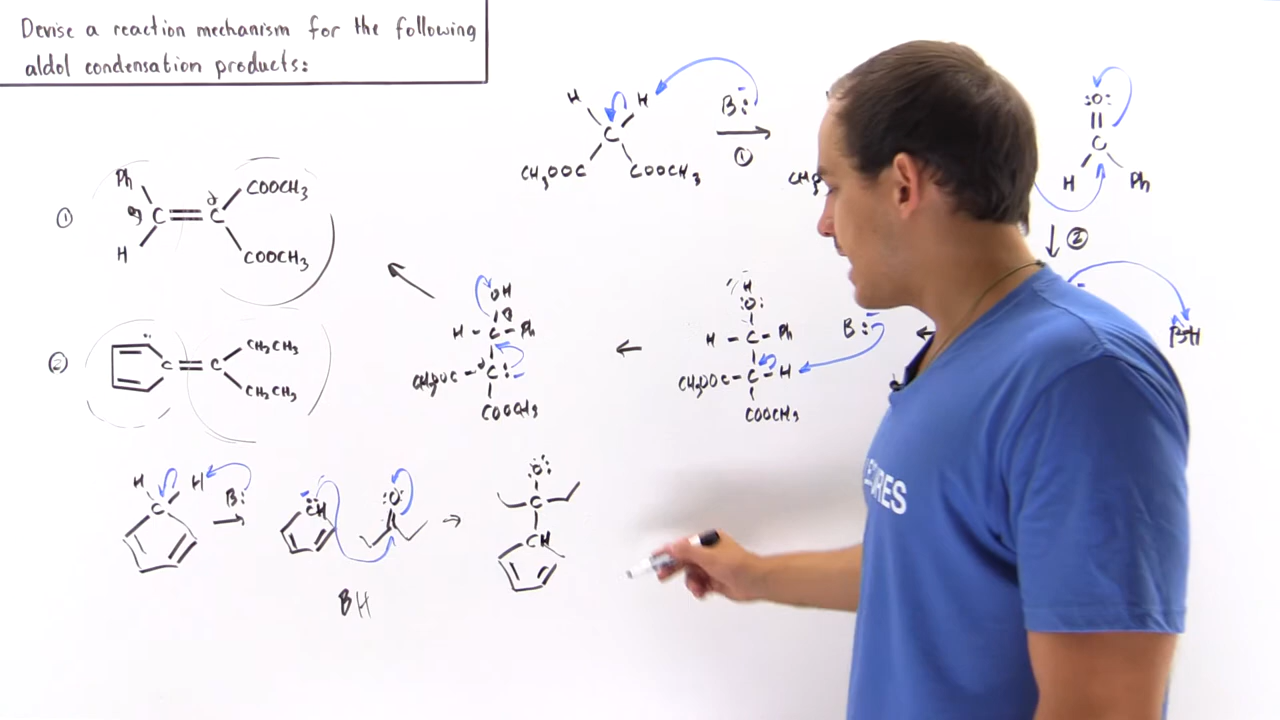 Devise a reaction mechanism for the following
aldol condensation products:
①
Ph
H
C = C
COOCH₃
COOCH₃
②
C = C
CH₂CH₃
CH₂CH₃
H H
C
CH₃OOC COOCH₃
B:⁻
①
:O:
||
C
H Ph
②
BH
H
:O:
H - C - Ph
CH₃OOC - C - H
COOCH₃
B:⁻
OH
H - C - Ph
CH₃OOC - C:⁻
COOCH₃
H H
C
B:⁻
CH
:O:
BH
:O:
C
CH